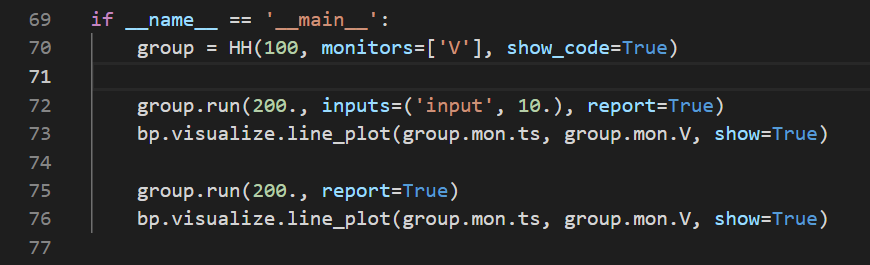 69 if __name__ == '__main__':
70     group = HH(100, monitors=['V'], show_code=True)
71
72     group.run(200., inputs=('input', 10.), report=True)
73     bp.visualize.line_plot(group.mon.ts, group.mon.V, show=True)
74
75     group.run(200., report=True)
76     bp.visualize.line_plot(group.mon.ts, group.mon.V, show=True)
77